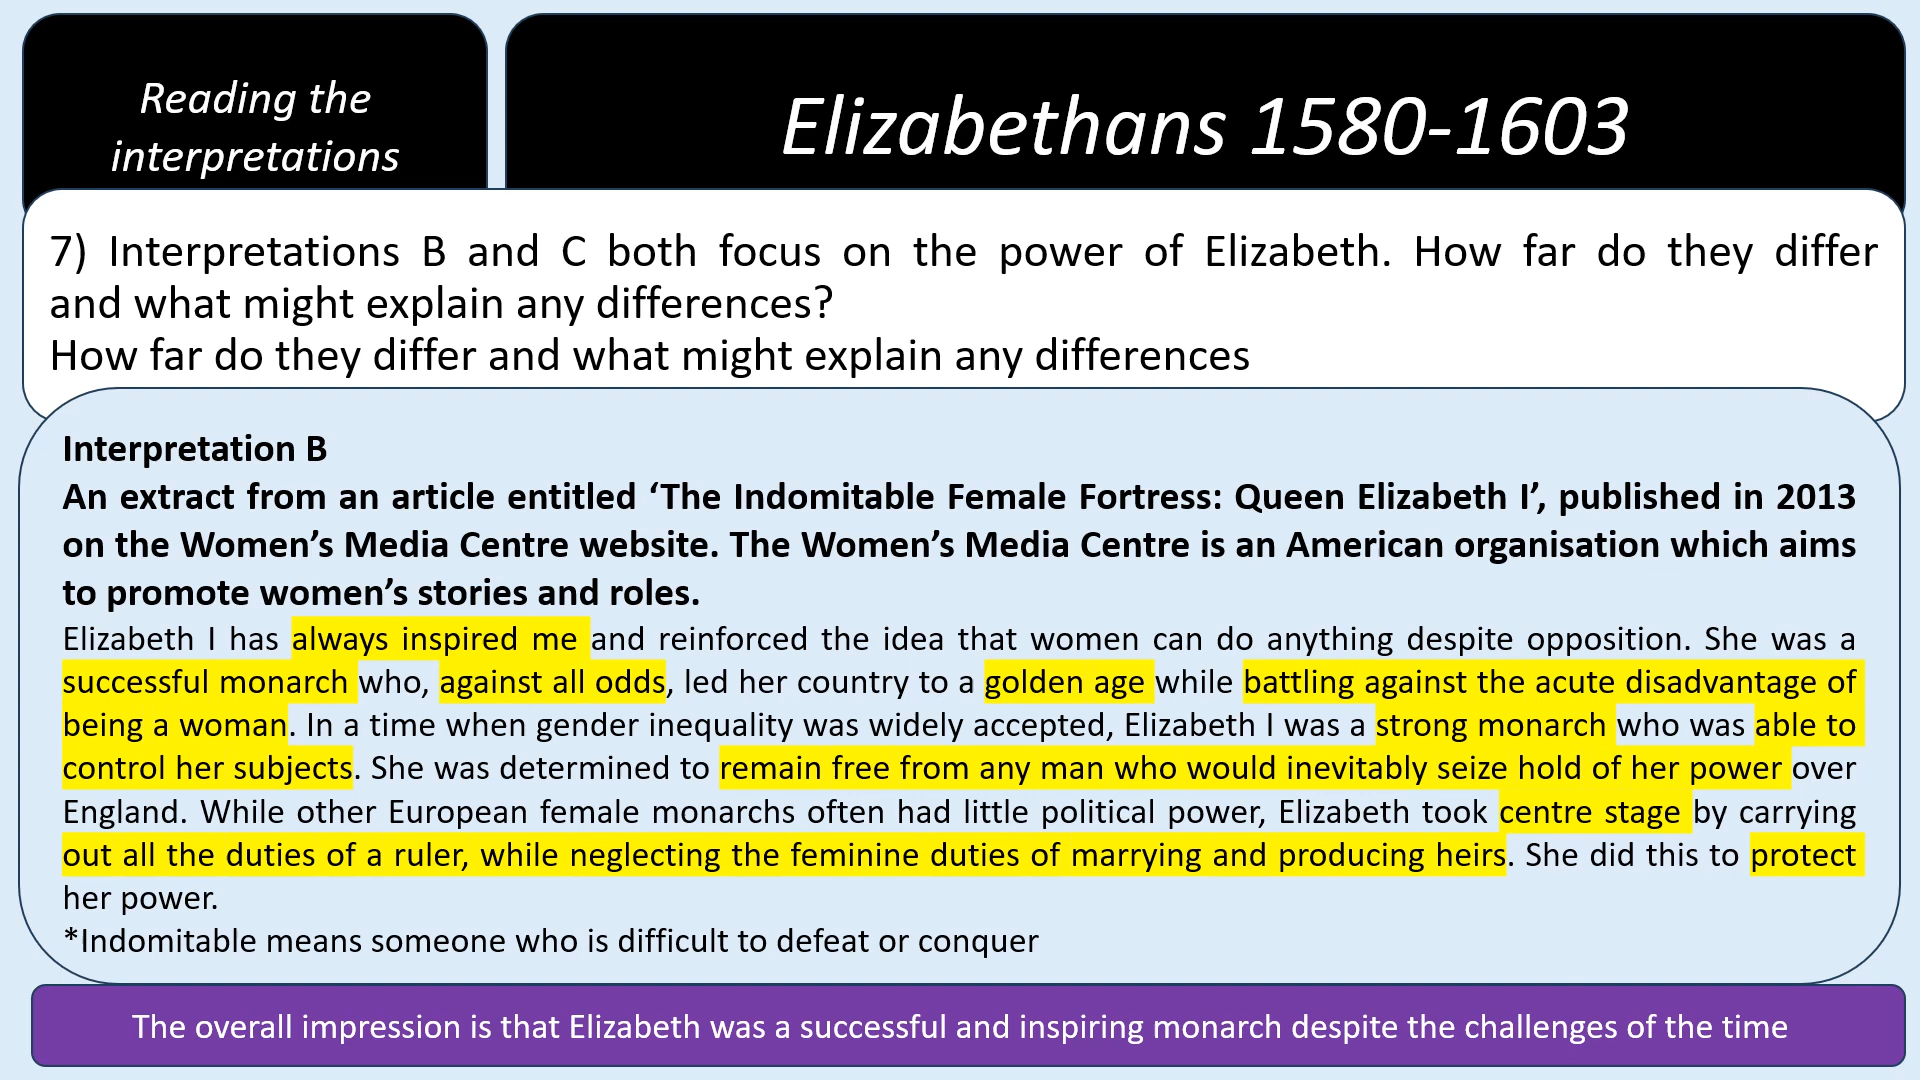 Reading the
interpretations
Elizabethans 1580-1603
7) Interpretations B and C both focus on the power of Elizabeth. How far do they differ
and what might explain any differences?
How far do they differ and what might explain any differences
Interpretation B
An extract from an article entitled ‘The Indomitable Female Fortress: Queen Elizabeth I’, published in 2013
on the Women’s Media Centre website. The Women’s Media Centre is an American organisation which aims
to promote women’s stories and roles.
Elizabeth I has always inspired me and reinforced the idea that women can do anything despite opposition. She was a
successful monarch who, against all odds, led her country to a golden age while battling against the acute disadvantage of
being a woman. In a time when gender inequality was widely accepted, Elizabeth I was a strong monarch who was able to
control her subjects. She was determined to remain free from any man who would inevitably seize hold of her power over
England. While other European female monarchs often had little political power, Elizabeth took centre stage by carrying
out all the duties of a ruler, while neglecting the feminine duties of marrying and producing heirs. She did this to protect
her power.
*Indomitable means someone who is difficult to defeat or conquer
The overall impression is that Elizabeth was a successful and inspiring monarch despite the challenges of the time